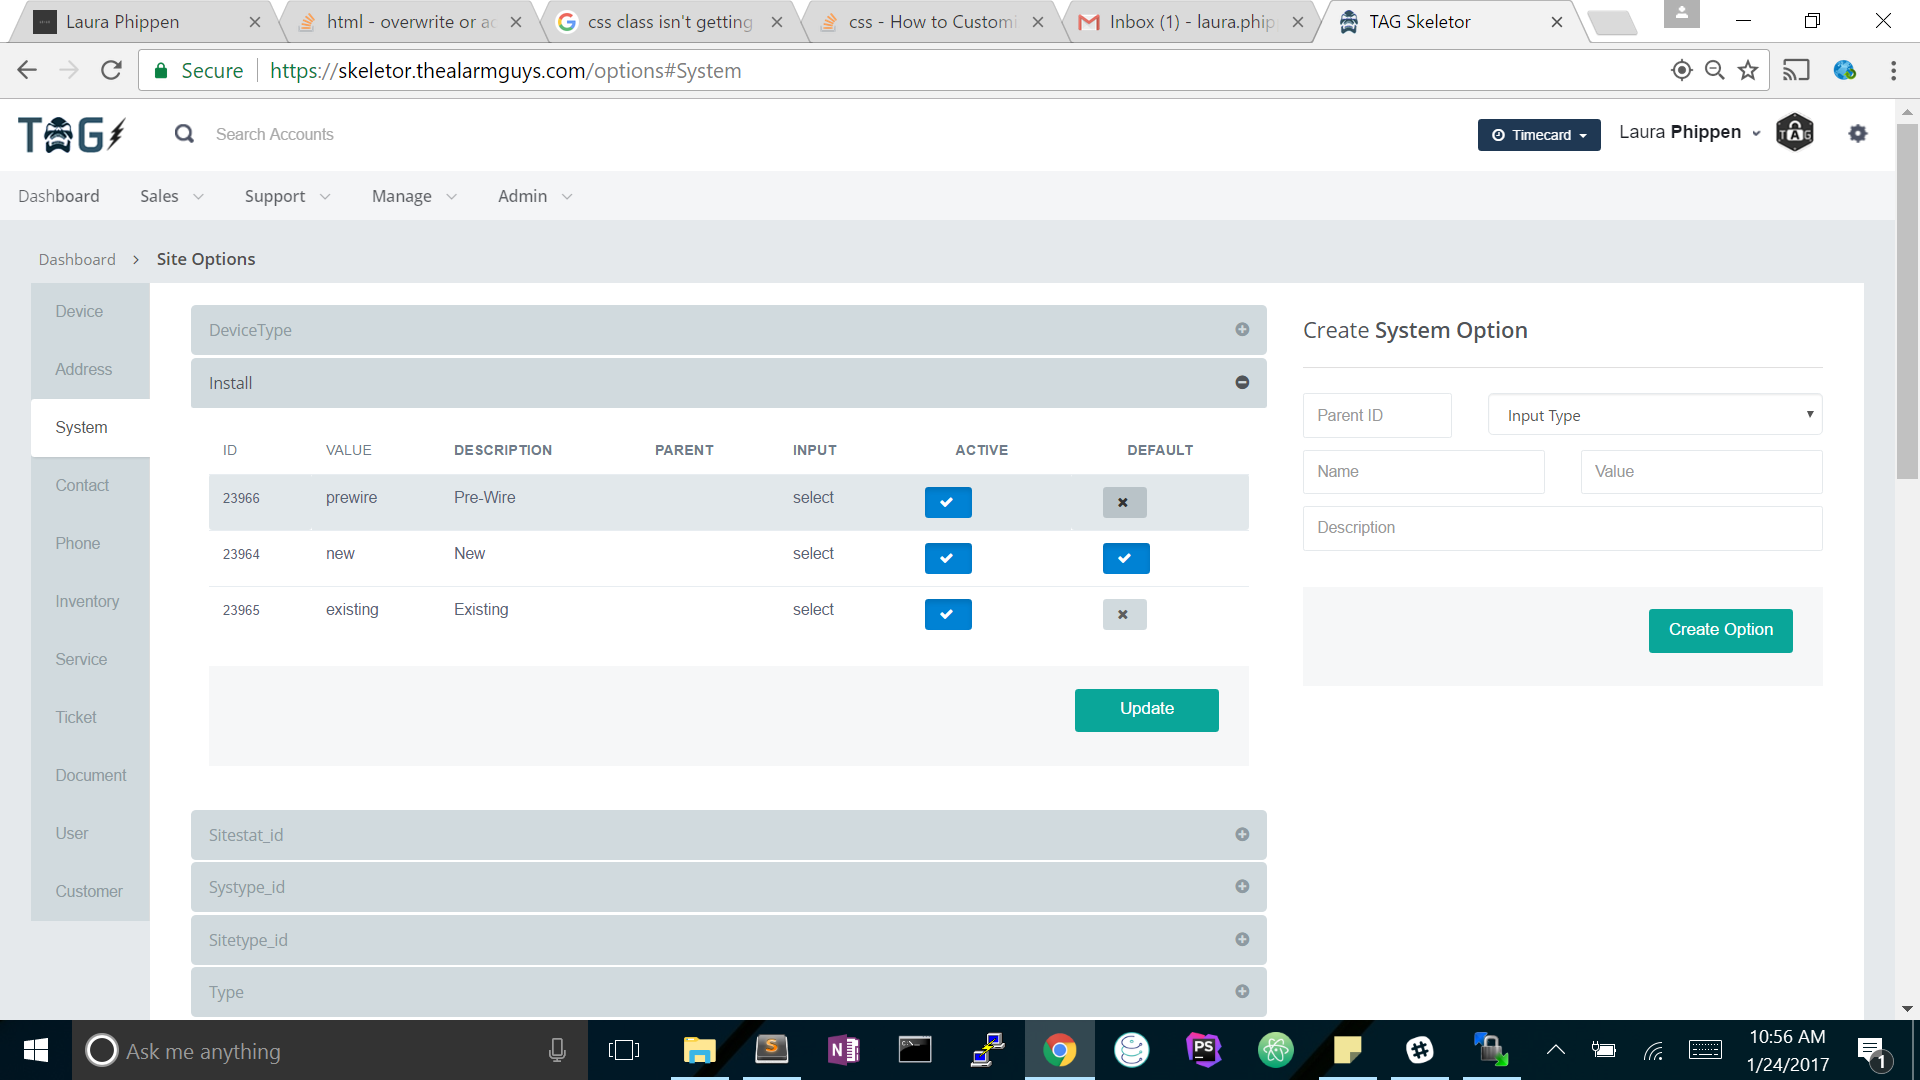 Laura Phippen
html - overwrite or ac
css class isn't getting
css - How to Customi
Inbox (1) - laura.phip
TAG Skeletor
Secure
https://skeletor.thealarmguys.com/options#System
TAG
Search Accounts
Timecard
Laura Phippen
TAG
Dashboard
Sales
Support
Manage
Admin
Dashboard > Site Options
Device
Address
System
Contact
Phone
Inventory
Service
Ticket
Document
User
Customer
DeviceType
Install
ID VALUE DESCRIPTION PARENT INPUT ACTIVE DEFAULT
23966 prewire Pre-Wire select
23964 new New select
23965 existing Existing select
Update
Sitestat_id
Systype_id
Sitetype_id
Type
Create System Option
Parent ID
Input Type
Name
Value
Description
Create Option
Ask me anything
S
N
C:\
PS
10:56 AM
1/24/2017
1